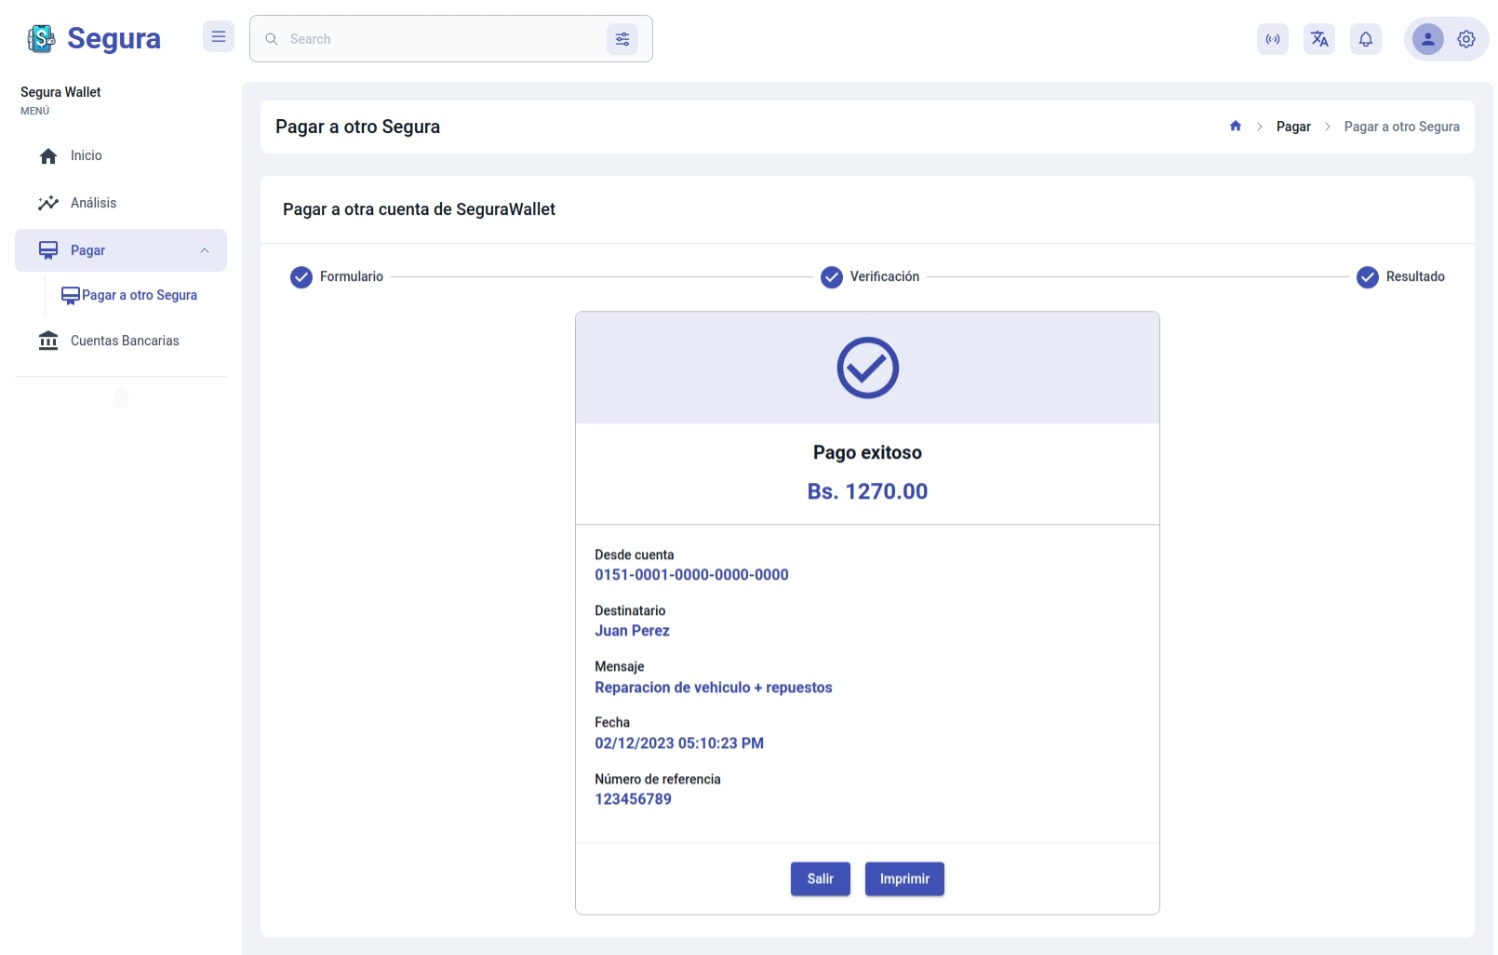 Segura
Search
Segura Wallet
MENÚ
Inicio
Análisis
Pagar
Pagar a otro Segura
Cuentas Bancarias
Pagar a otro Segura
Pagar > Pagar a otro Segura
Pagar a otra cuenta de SeguraWallet
Formulario
Verificación
Resultado
Pago exitoso
Bs. 1270.00
Desde cuenta
0151-0001-0000-0000-0000
Destinatario
Juan Perez
Mensaje
Reparacion de vehiculo + repuestos
Fecha
02/12/2023 05:10:23 PM
Número de referencia
123456789
Salir
Imprimir